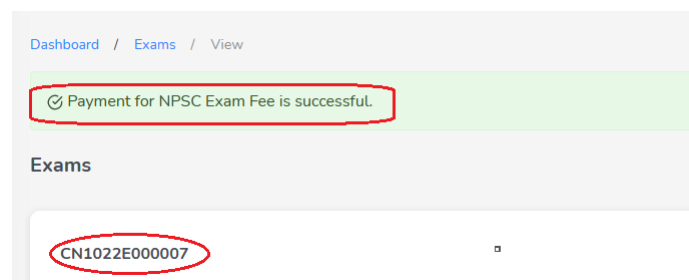 Dashboard / Exams / View
Payment for NPSC Exam Fee is successful.
Exams
CN1022E000007